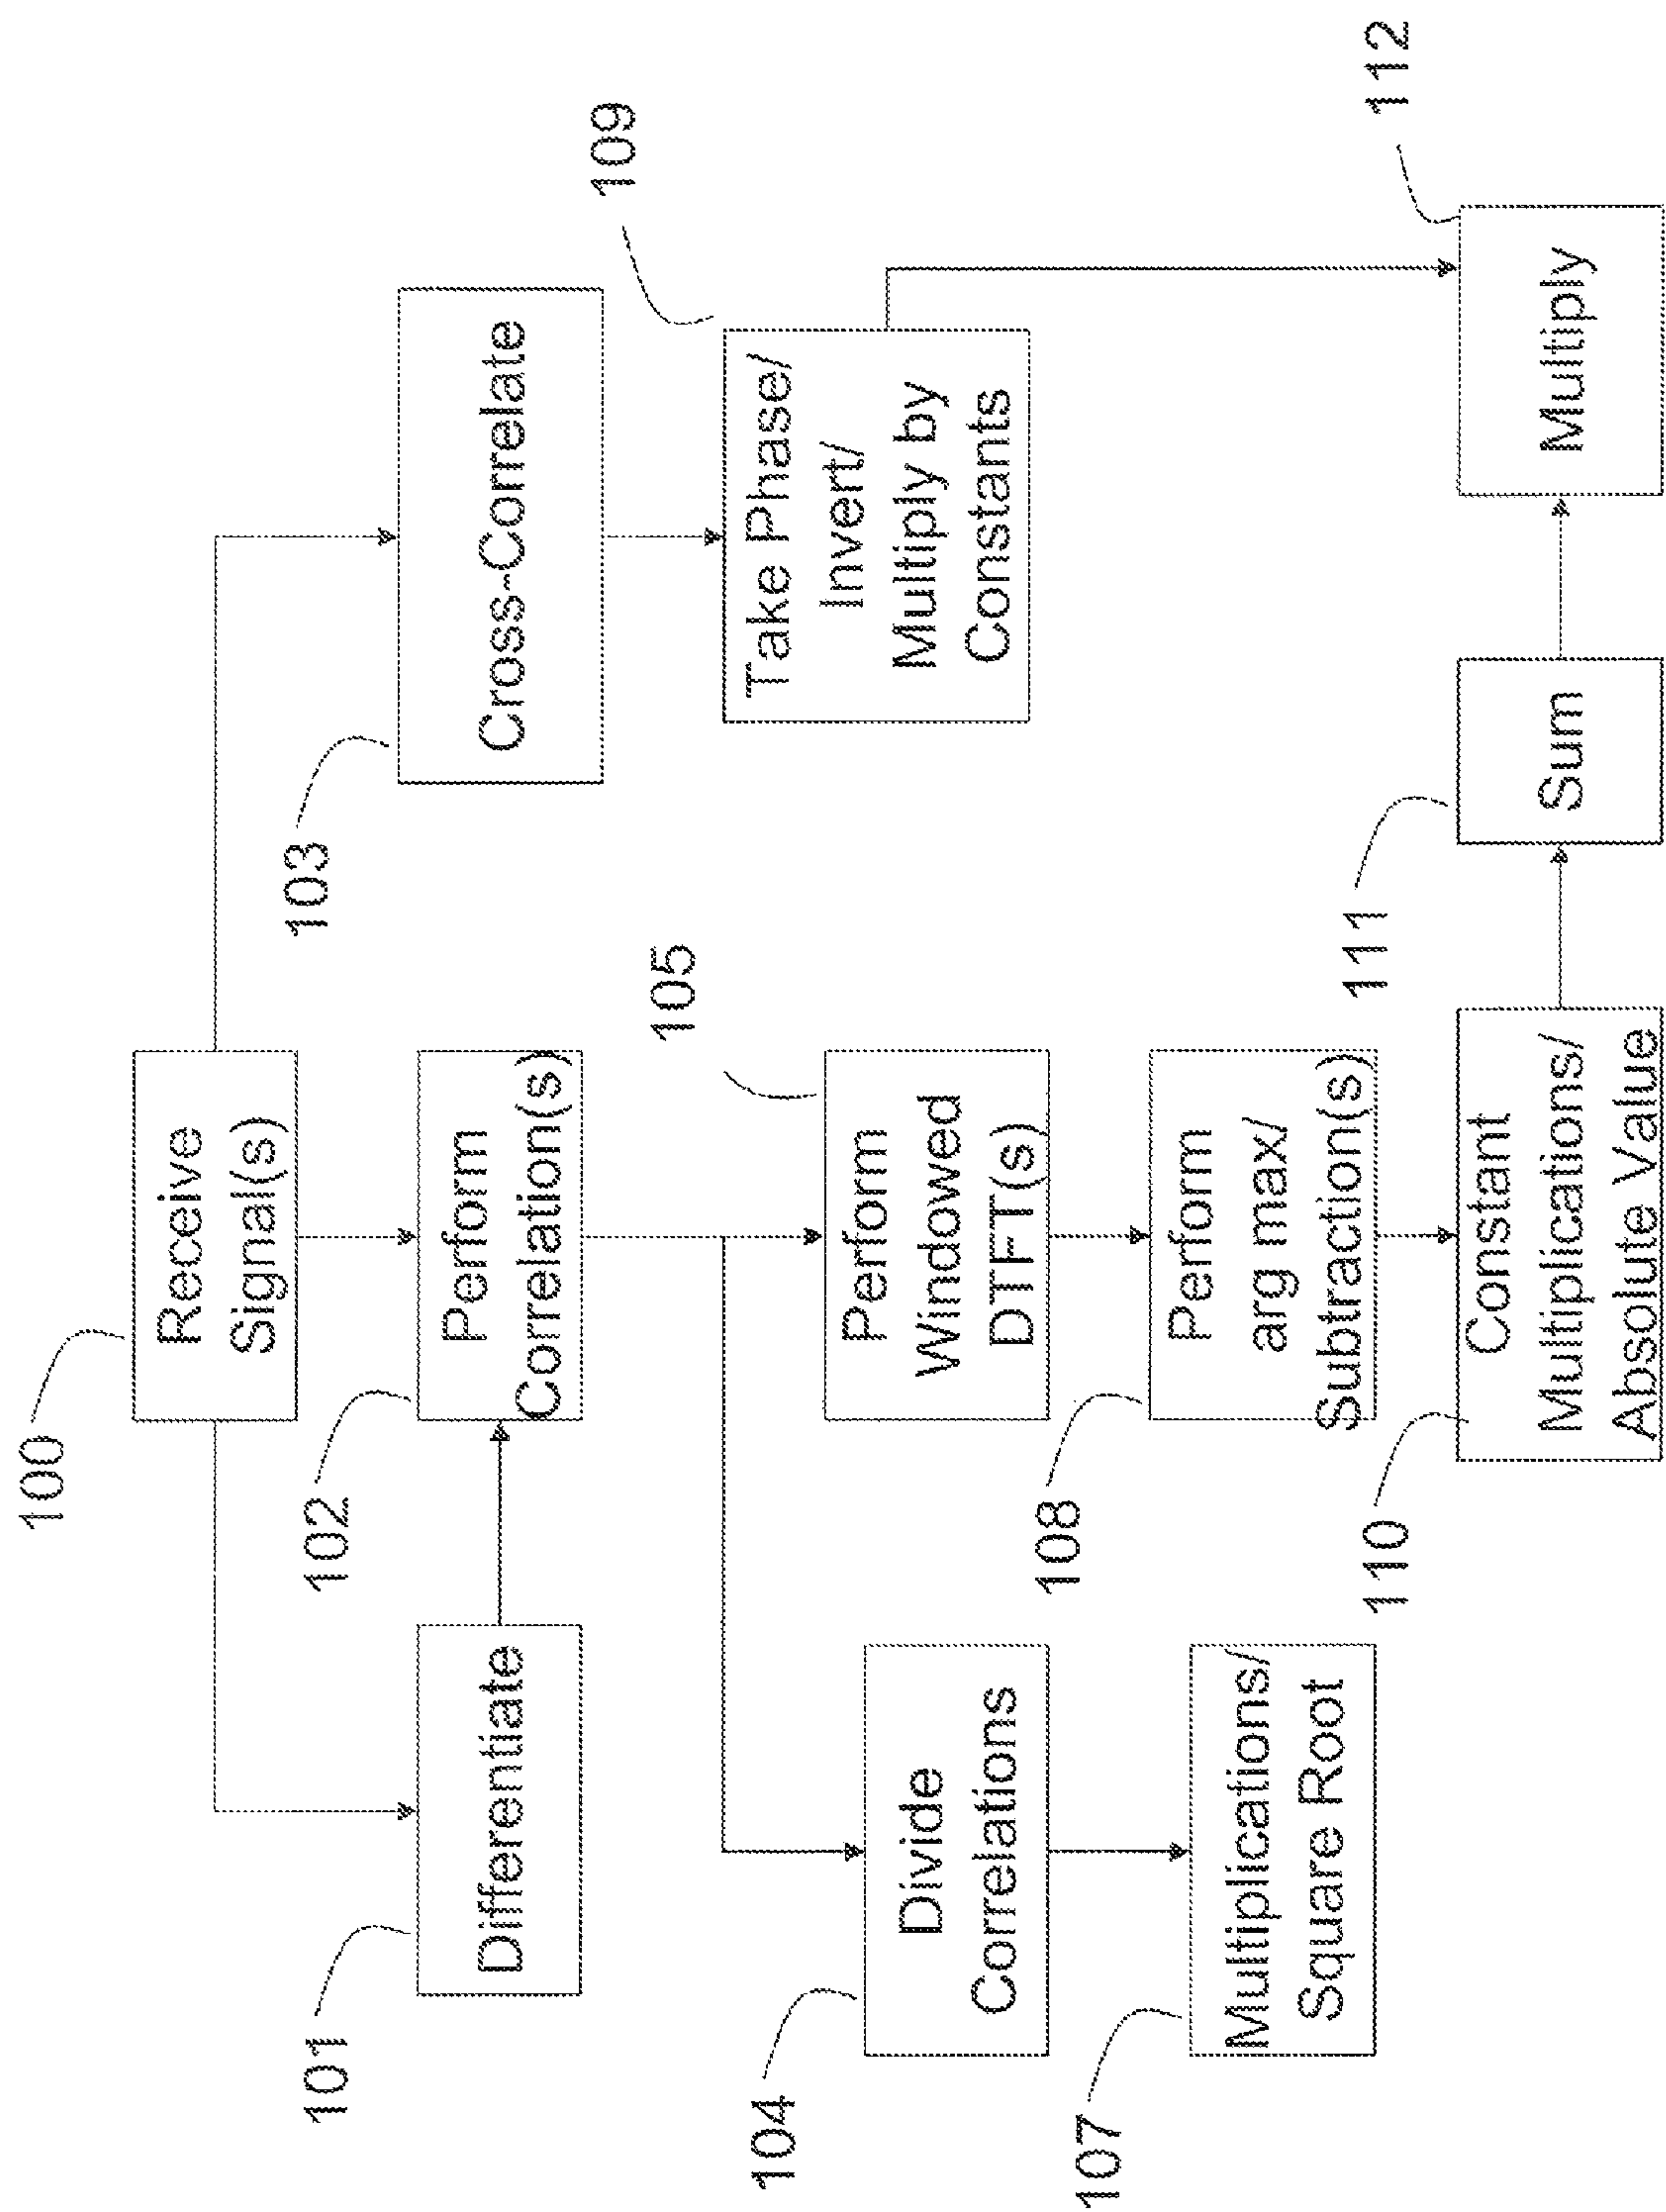 100
Receive
Signal(s)
101
Differentiate
102
Perform
Correlation(s)
103
Cross-Correlate
104
Divide
Correlations
105
Perform
Windowed
DTFT(s)
109
Take Phase/
Invert/
Multiply by
Constants
107
Multiplications/
Square Root
108
Perform
arg max/
Subtraction(s)
110
Constant
Multiplications/
Absolute Value
111
Sum
112
Multiply